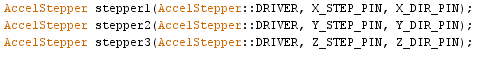 AccelStepper stepper1(AccelStepper::DRIVER, X_STEP_PIN, X_DIR_PIN);
AccelStepper stepper2(AccelStepper::DRIVER, Y_STEP_PIN, Y_DIR_PIN);
AccelStepper stepper3(AccelStepper::DRIVER, Z_STEP_PIN, Z_DIR_PIN);